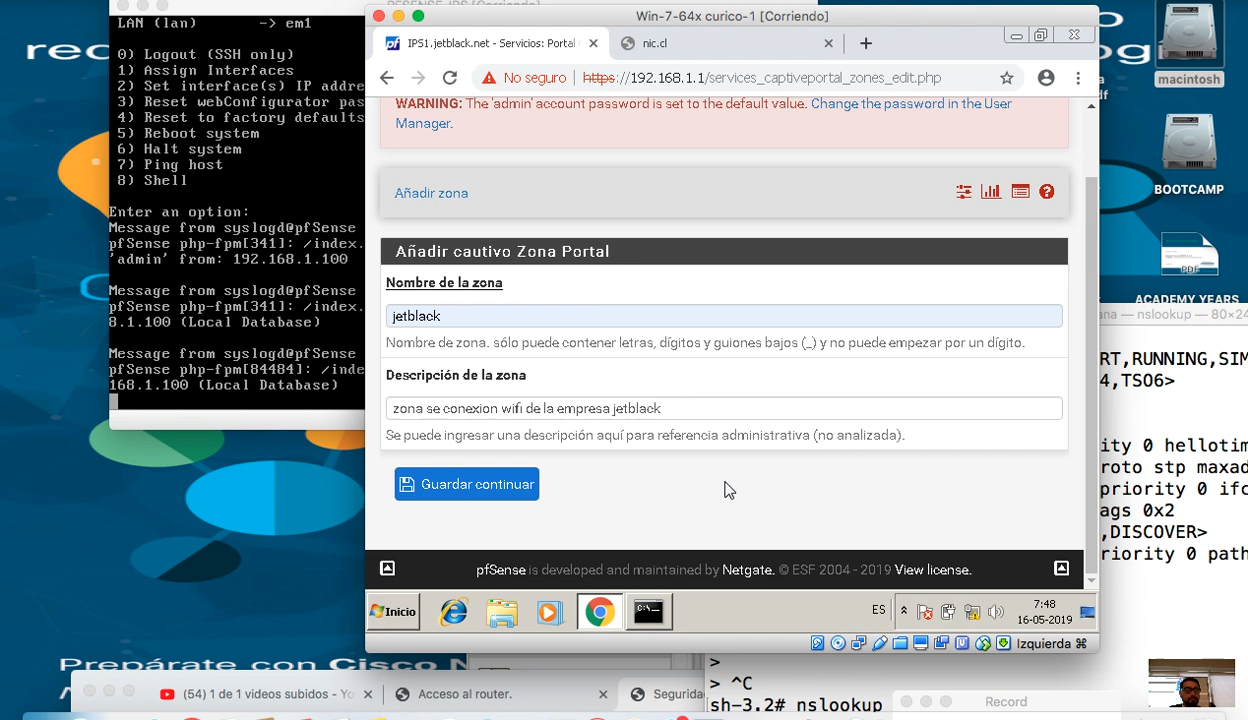 LAN (lan) -> em1
0) Logout (SSH only)
1) Assign Interfaces
2) Set interface(s) IP addre
3) Reset webConfigurator pas
4) Reset to factory defaults
5) Reboot system
6) Halt system
7) Ping host
8) Shell
Enter an option:
Message from syslogd@pfSense
pfSense php-fpm[341]: /index.
'admin' from: 192.168.1.100
Message from syslogd@pfSense
pfSense php-fpm[341]: /index.
8.1.100 (Local Database)
Message from syslogd@pfSense
pfSense php-fpm[84484]: /inde
168.1.100 (Local Database)
Win-7-64x curico-1 [Corriendo]
IPS1.jetblack.net - Servicios: Portal
nic.cl
No seguro
https://192.168.1.1/services_captiveportal_zones_edit.php
WARNING: The 'admin' account password is set to the default value. Change the password in the User
Manager.
Añadir zona
Añadir cautivo Zona Portal
Nombre de la zona
jetblack
Nombre de zona. sólo puede contener letras, dígitos y guiones bajos (_) y no puede empezar por un dígito.
Descripción de la zona
zona se conexion wifi de la empresa jetblack
Se puede ingresar una descripción aquí para referencia administrativa (no analizada).
Guardar continuar
pfSense is developed and maintained by Netgate. © ESF 2004 - 2019 View license.
Inicio
ES
7:48
16-05-2019
Izquierda ⌘
macintosh
BOOTCAMP
PDF
ACADEMY YEARS
— nslookup — 80×24
RT,RUNNING,SIM
4,TSO6>
ity 0 hellotim
roto stp maxad
priority 0 ifc
ags 0x2
,DISCOVER>
riority 0 path
>
> ^C
sh-3.2# nslookup
Prepárate con Cisco N
(54) 1 de 1 videos subidos - Yo
Acceso al router.
Segurida
Record